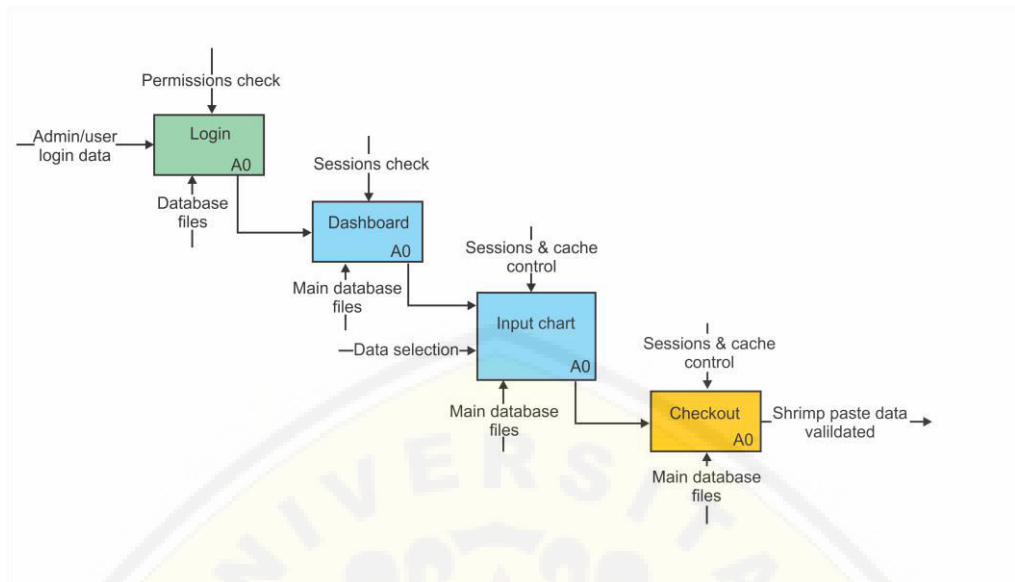 Permissions check
Admin/user
login data
Login
A0
Database
files
Sessions check
Dashboard
A0
Main database
files
Sessions & cache
control
Input chart
A0
Data selection
Main database
files
Sessions & cache
control
Checkout
A0
Shrimp paste data
valildated
Main database
files
UNIVERSITA